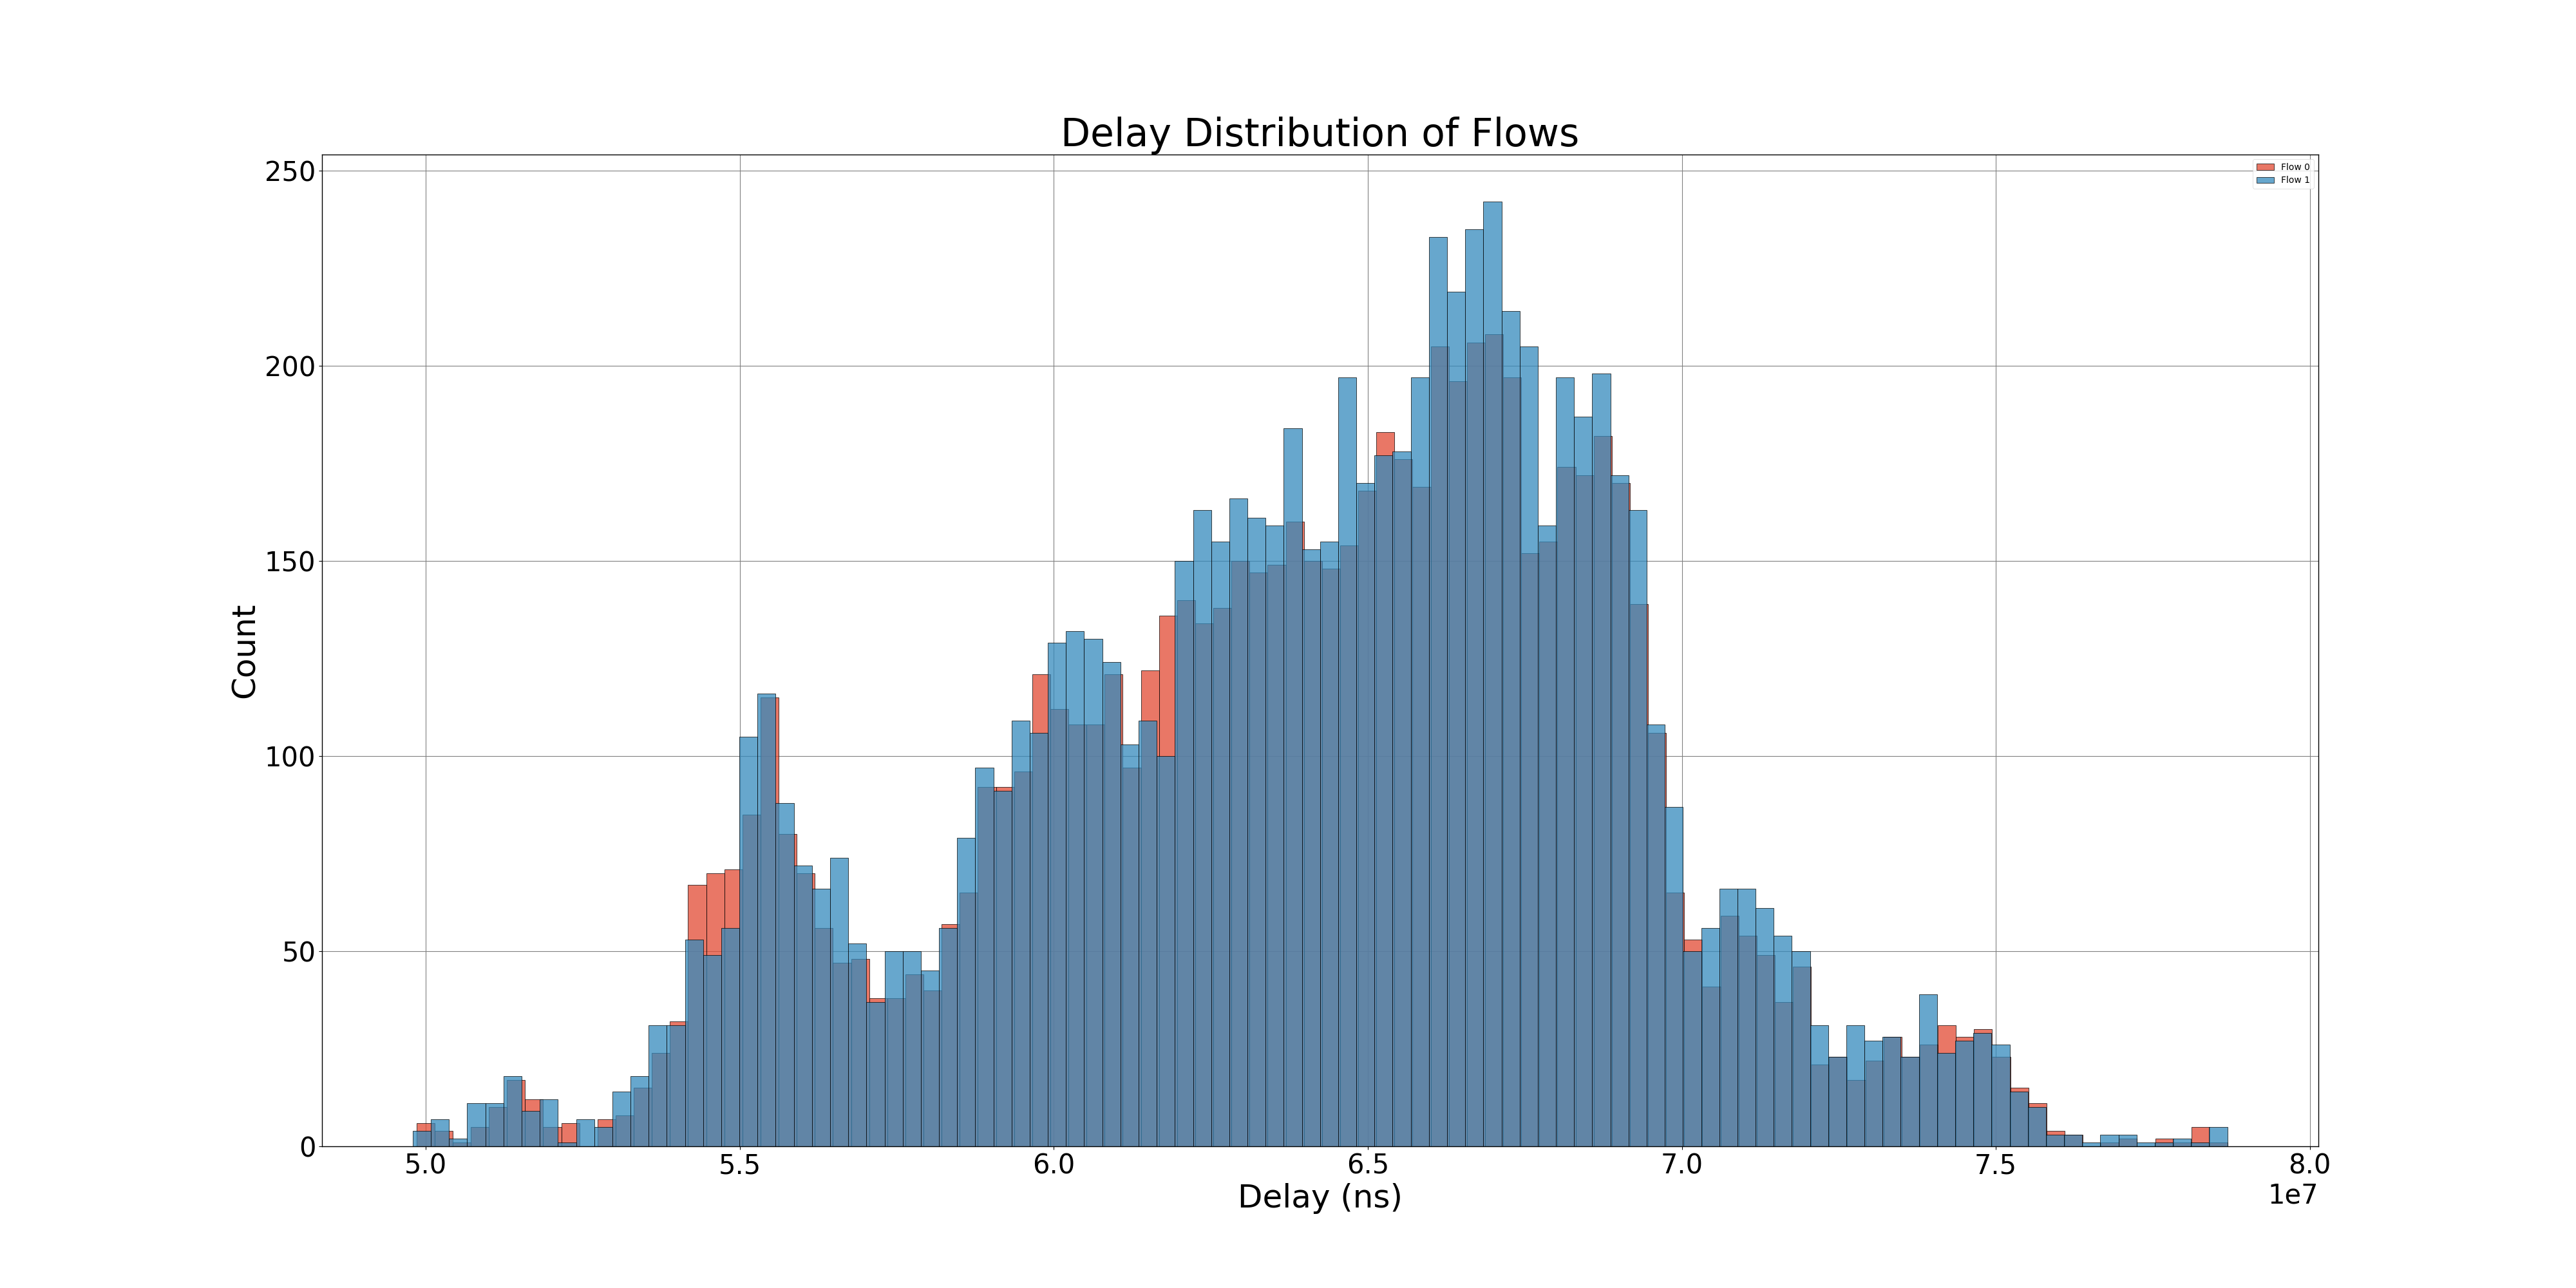 Delay Distribution of Flows
Flow 0
Flow 1
250
200
150
100
50
0
Count
5.0 5.5 6.0 6.5 7.0 7.5 8.0
1e7
Delay (ns)